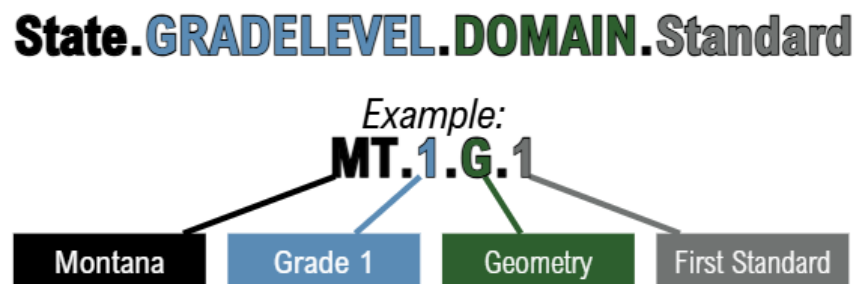 State.GRADELEVEL.DOMAIN.Standard
Example:
MT.1.G.1
Montana Grade 1 Geometry First Standard